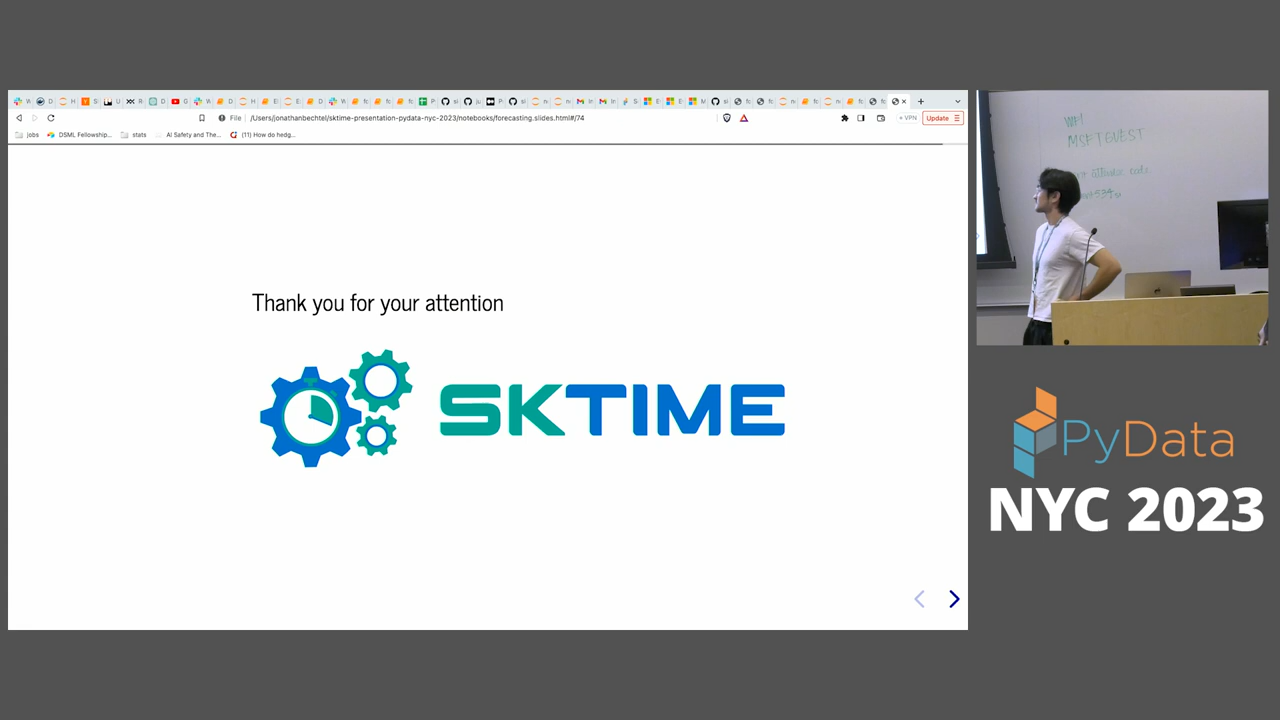 File
/Users/jonathanbechtel/sktime-presentation-pydata-nyc-2023/notebooks/forecasting.slides.html#/74
VPN
Update
jobs
DSML Fellowship...
stats
AI Safety and The...
(11) How do hedg...
Thank you for your attention
SKTIME
MSFTGUEST
PyData
NYC 2023